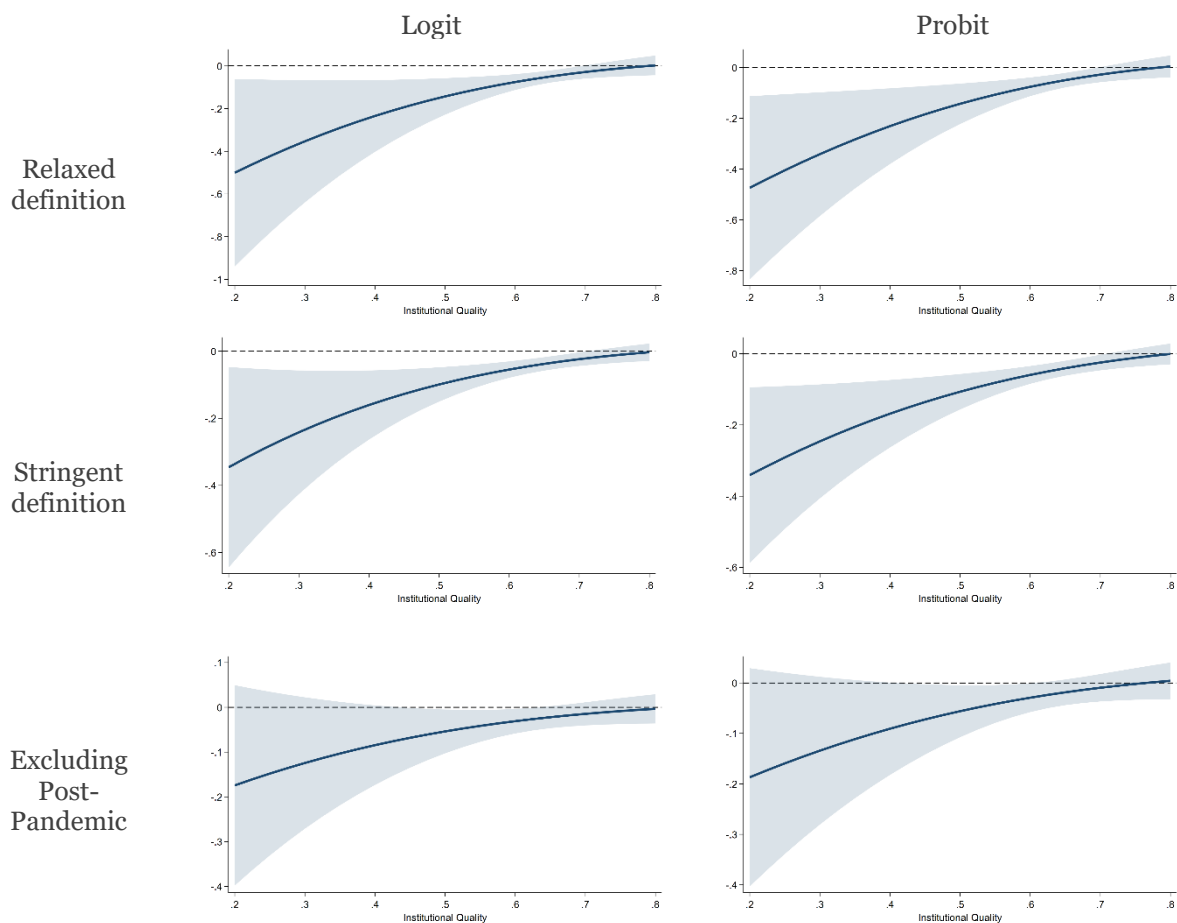 Logit
Probit
Relaxed
definition
0
-.2
-.4
-.6
-.8
-1
.2 .3 .4 .5 .6 .7 .8
Institutional Quality
0
-.2
-.4
-.6
-.8
.2 .3 .4 .5 .6 .7 .8
Institutional Quality
Stringent
definition
0
-.2
-.4
-.6
.2 .3 .4 .5 .6 .7 .8
Institutional Quality
0
-.2
-.4
-.6
.2 .3 .4 .5 .6 .7 .8
Institutional Quality
Excluding
Post-
Pandemic
.1
0
-.1
-.2
-.3
-.4
.2 .3 .4 .5 .6 .7 .8
Institutional Quality
0
-.1
-.2
-.3
-.4
.2 .3 .4 .5 .6 .7 .8
Institutional Quality